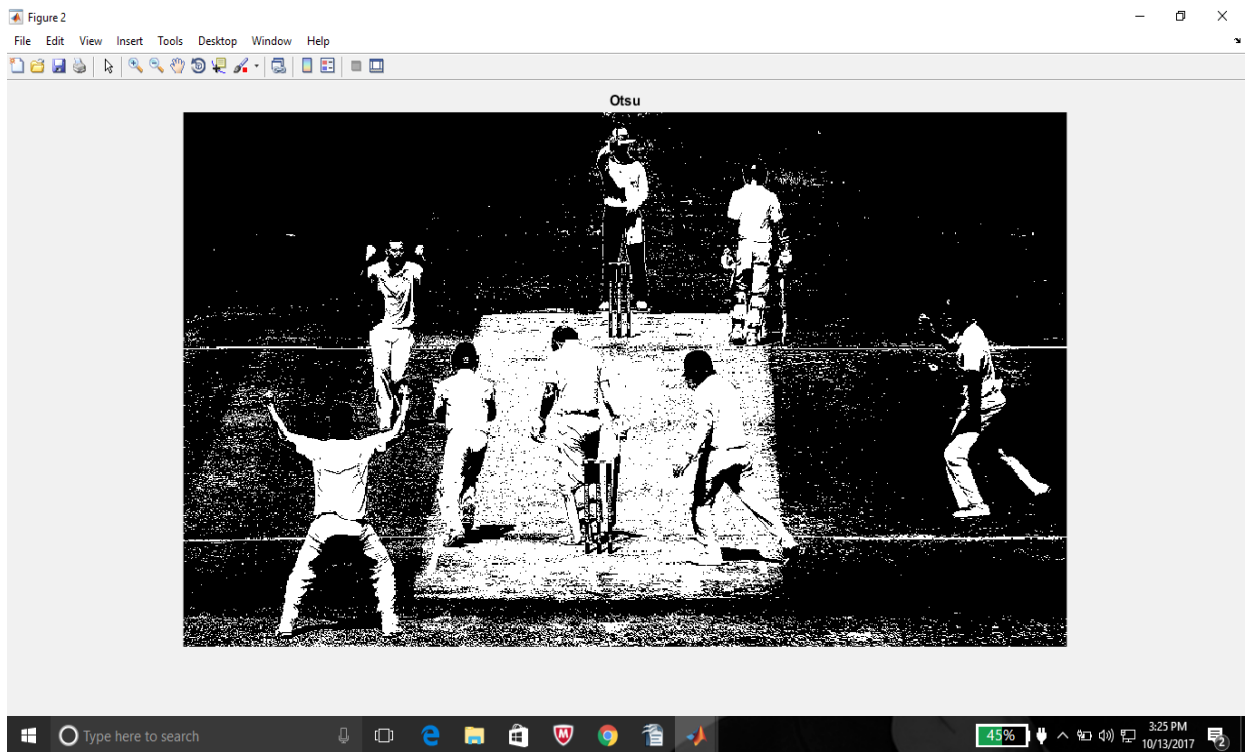 Figure 2
File Edit View Insert Tools Desktop Window Help
Otsu
Type here to search
45%
3:25 PM
10/13/2017
2